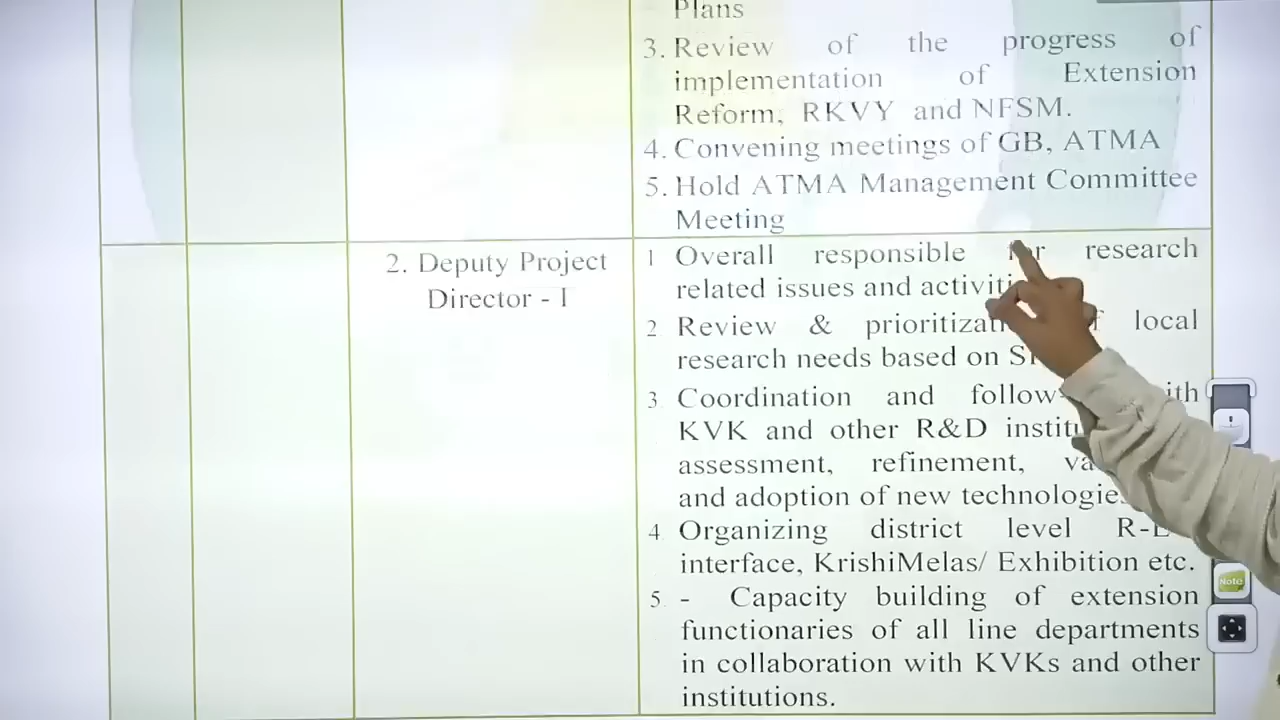 Plans
3. Review of the progress of
implementation of Extension
Reform, RKVY and NFSM.
4. Convening meetings of GB, ATMA
5. Hold ATMA Management Committee
Meeting
2. Deputy Project
Director - I
1 Overall responsible for research
related issues and
2 Review & local
research needs based on
3 Coordination and
KVK and other R&D
assessment, refinement,
and adoption of new
4 Organizing district level
interface, KrishiMelas/ Exhibition etc.
5. - Capacity building of extension
functionaries of all line departments
in collaboration with KVKs and other
institutions.
Note